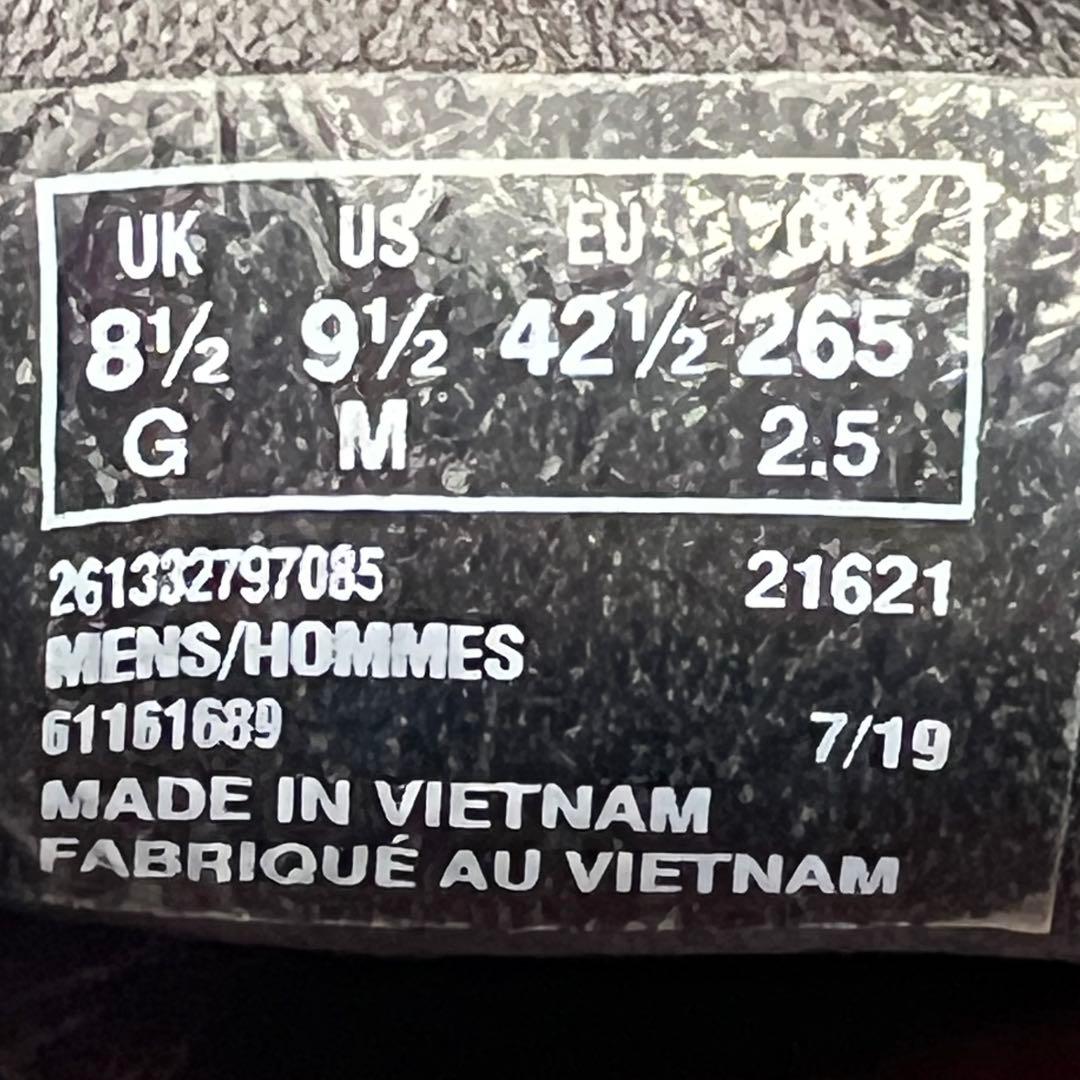 UK US EU CN
8½ 9½ 42½ 265
G M 2.5
261332797085 21621
MENS/HOMMES
61161689 7/19
MADE IN VIETNAM
FABRIQUÉ AU VIETNAM